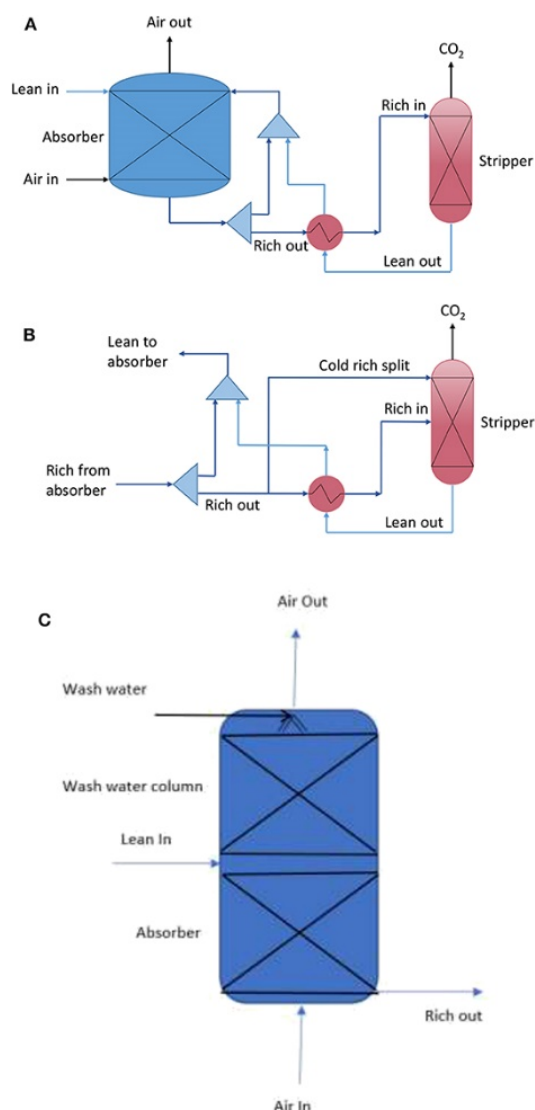 A
Air out
CO2
Lean in
Rich in
Absorber
Stripper
Air in
Rich out
Lean out
B
CO2
Lean to
absorber
Cold rich split
Rich in
Stripper
Rich from
absorber
Rich out
Lean out
C
Air Out
Wash water
Wash water column
Lean In
Absorber
Rich out
Air In